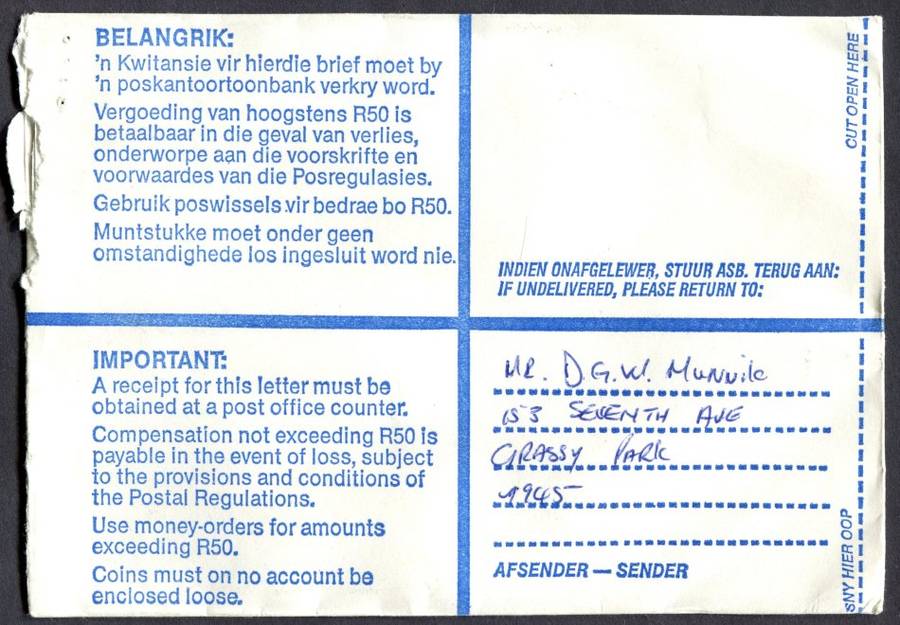 BELANGRIK:
'n Kwitansie vir hierdie brief moet by
'n poskantoortoonbank verkry word.
Vergoeding van hoogstens R50 is
betaalbaar in die geval van verlies,
onderworpe aan die voorskrifte en
voorwaardes van die Posregulasies.
Gebruik poswissels vir bedrae bo R50.
Muntstukke moet onder geen
omstandighede los ingesluit word nie.
CUT OPEN HERE
INDIEN ONAFGELEWER, STUUR ASB. TERUG AAN:
IF UNDELIVERED, PLEASE RETURN TO:
IMPORTANT:
A receipt for this letter must be
obtained at a post office counter.
Compensation not exceeding R50 is
payable in the event of loss, subject
to the provisions and conditions of
the Postal Regulations.
Use money-orders for amounts
exceeding R50.
Coins must on no account be
enclosed loose.
MR. D.G.W. MUNNIK
153 SEVENTH AVE
GRASSY PARK
7945
AFSENDER — SENDER
SNY HIER OOP